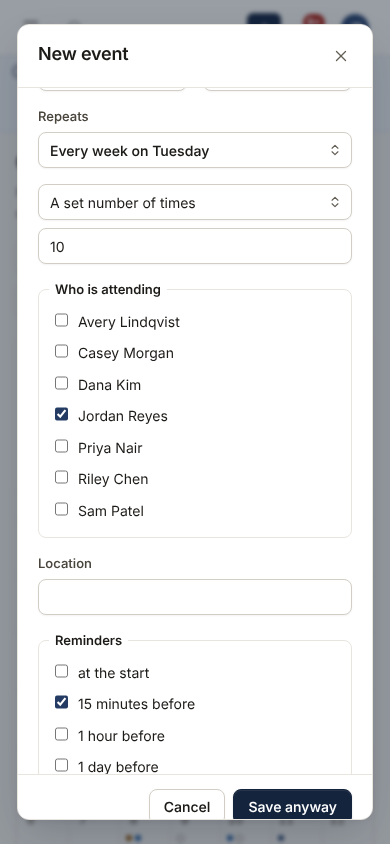 New event
Repeats
Every week on Tuesday
A set number of times
10
Who is attending
Avery Lindqvist
Casey Morgan
Dana Kim
Jordan Reyes
Priya Nair
Riley Chen
Sam Patel
Location
Reminders
at the start
15 minutes before
1 hour before
1 day before
Cancel
Save anyway